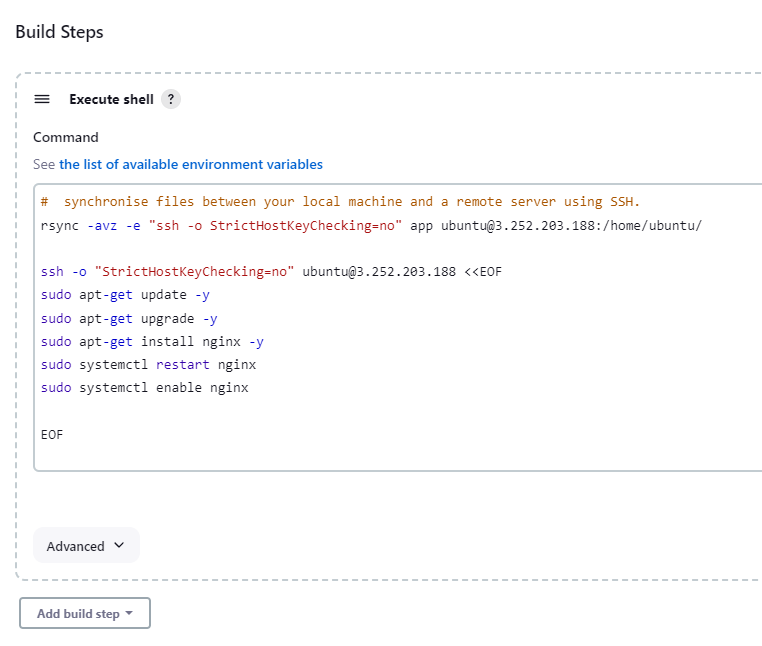 Build Steps
Execute shell ?
Command
See the list of available environment variables
#  synchronise files between your local machine and a remote server using SSH.
rsync -avz -e "ssh -o StrictHostKeyChecking=no" app ubuntu@3.252.203.188:/home/ubuntu/
ssh -o "StrictHostKeyChecking=no" ubuntu@3.252.203.188 <<EOF
sudo apt-get update -y
sudo apt-get upgrade -y
sudo apt-get install nginx -y
sudo systemctl restart nginx
sudo systemctl enable nginx
EOF
Advanced
Add build step